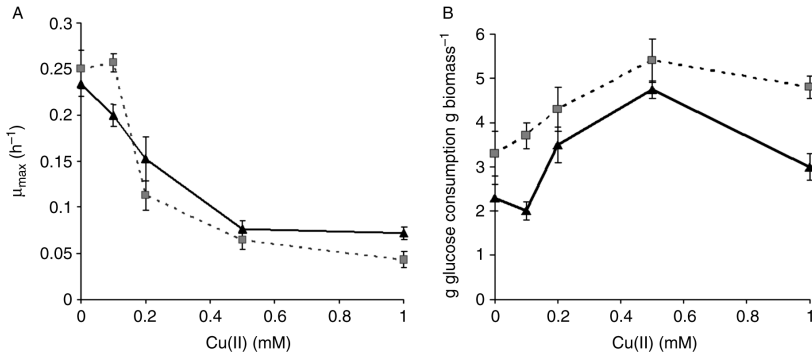 A
0.3
0.25
0.2
0.15
0.1
0.05
0
μmax (h−1)
0 0.2 0.4 0.6 0.8 1
Cu(II) (mM)
B
6
5
4
3
2
1
0
g glucose consumption g biomass−1
0 0.2 0.4 0.6 0.8 1
Cu(II) (mM)